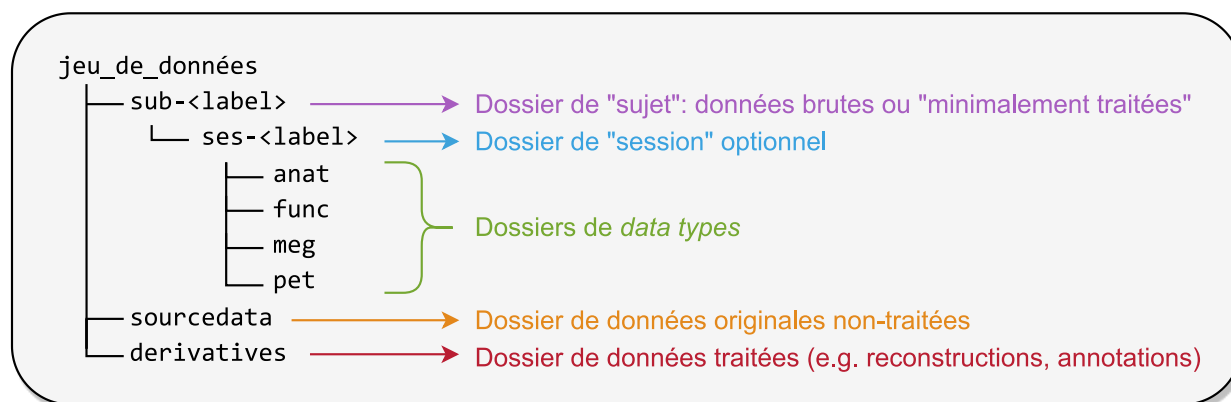 jeu_de_données
sub-<label> Dossier de "sujet": données brutes ou "minimalement traitées"
ses-<label> Dossier de "session" optionnel
anat
func
Dossiers de data types
meg
pet
sourcedata Dossier de données originales non-traitées
derivatives Dossier de données traitées (e.g. reconstructions, annotations)